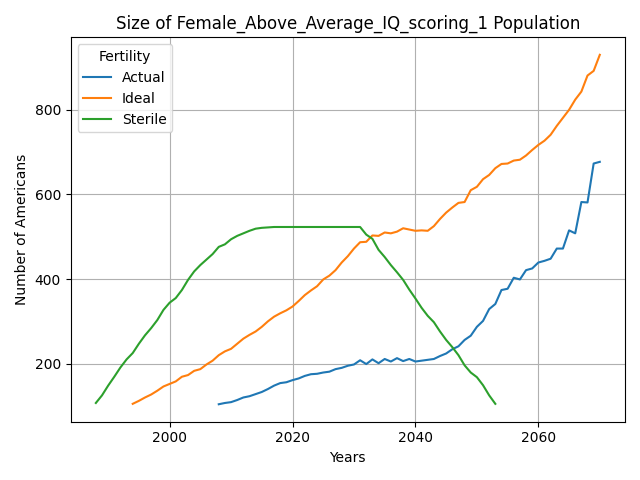 Size of Female_Above_Average_IQ_scoring_1 Population
Fertility
Actual
Ideal
Sterile
Number of Americans
800
600
400
200
2000
2020
2040
2060
Years